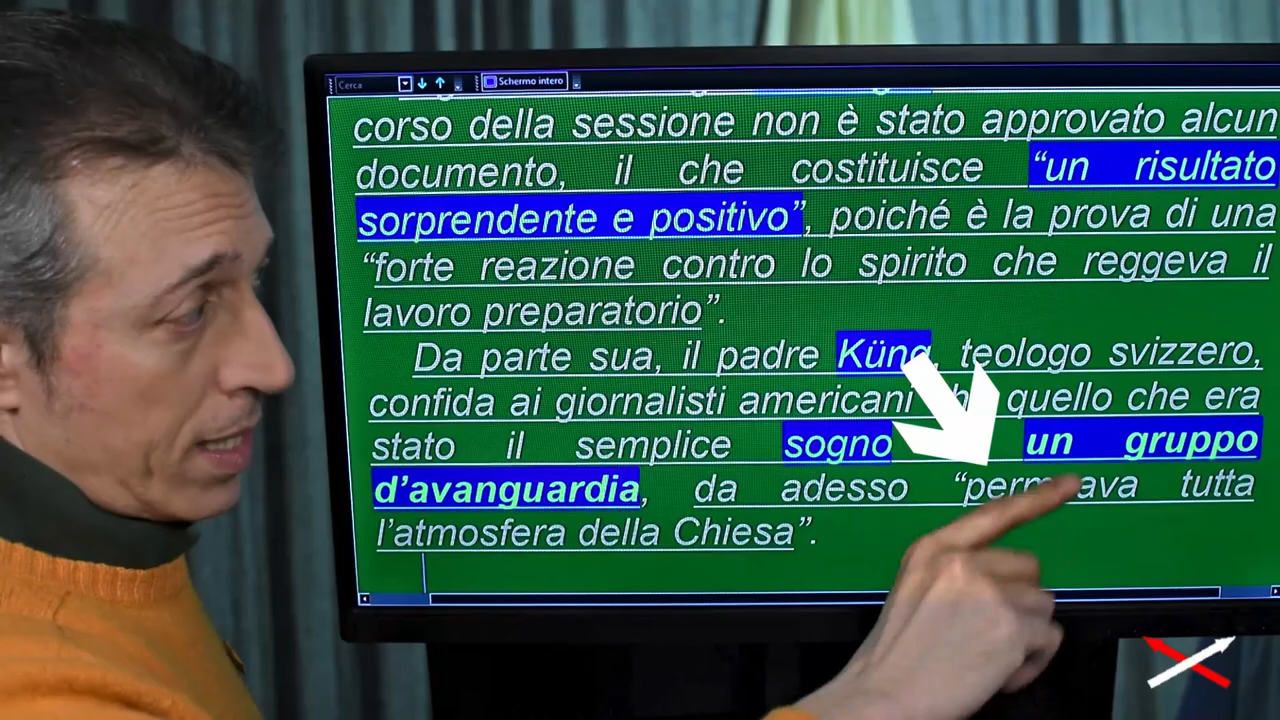 Cerca
Schermo intero
corso della sessione non è stato approvato alcun
documento, il che costituisce “un risultato
sorprendente e positivo”, poiché è la prova di una
“forte reazione contro lo spirito che reggeva il
lavoro preparatorio”.
Da parte sua, il padre Küng, teologo svizzero,
confida ai giornalisti americani quello che era
stato il semplice sogno un gruppo
d’avanguardia, da adesso tutta
l’atmosfera della Chiesa”.